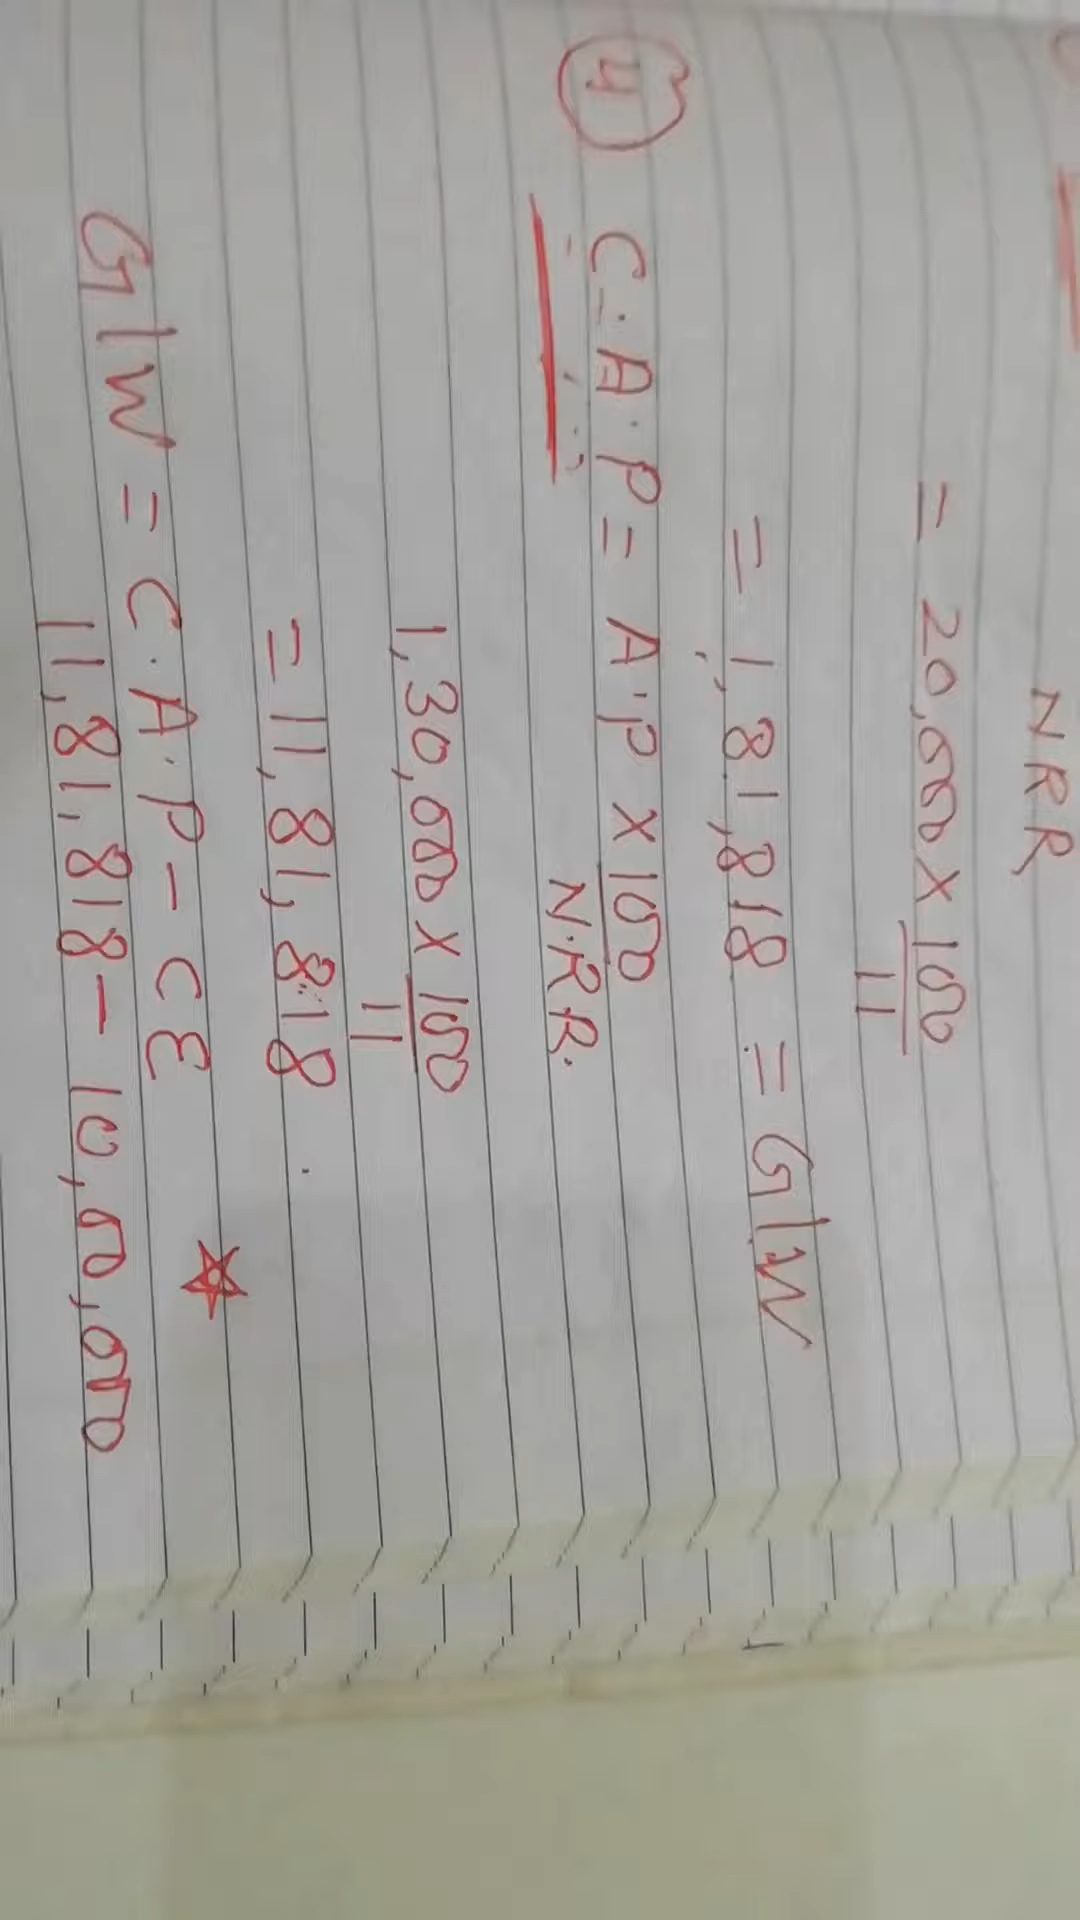 NRR
= 20,000 × 100
11
= 1,81,818 = G/W
4 C.A.P = A.P × 100
N.R.R.
1,30,000 × 100
11
= 11,81,818
G/W = C.A.P - CE
11,81,818 - 10,00,000